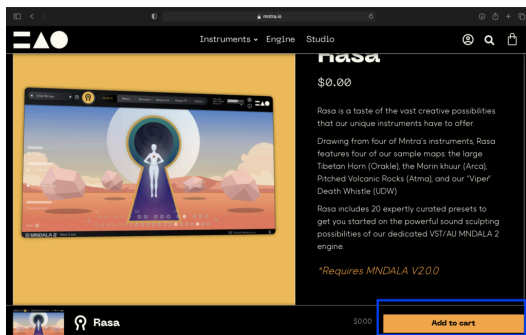 mntra.io
Instruments
Engine
Studio
Rasa
$0.00
Rasa is a taste of the vast creative possibilities
that our unique instruments have to offer.
Drawing from four of Mntra's instruments, Rasa
features four of our sample maps: the large
Tibetan Horn (Orakle), the Morin khuur (Arca),
Pitched Volcanic Rocks (Atma), and our "Viper"
Death Whistle (UDW)
Rasa includes 20 expertly curated presets to
get you started on the powerful sound sculpting
possibilities of our dedicated VST/AU MNDALA 2
engine.
*Requires MNDALA V2.0.0
MNDALA 2
Rasa
$0.00
Add to cart